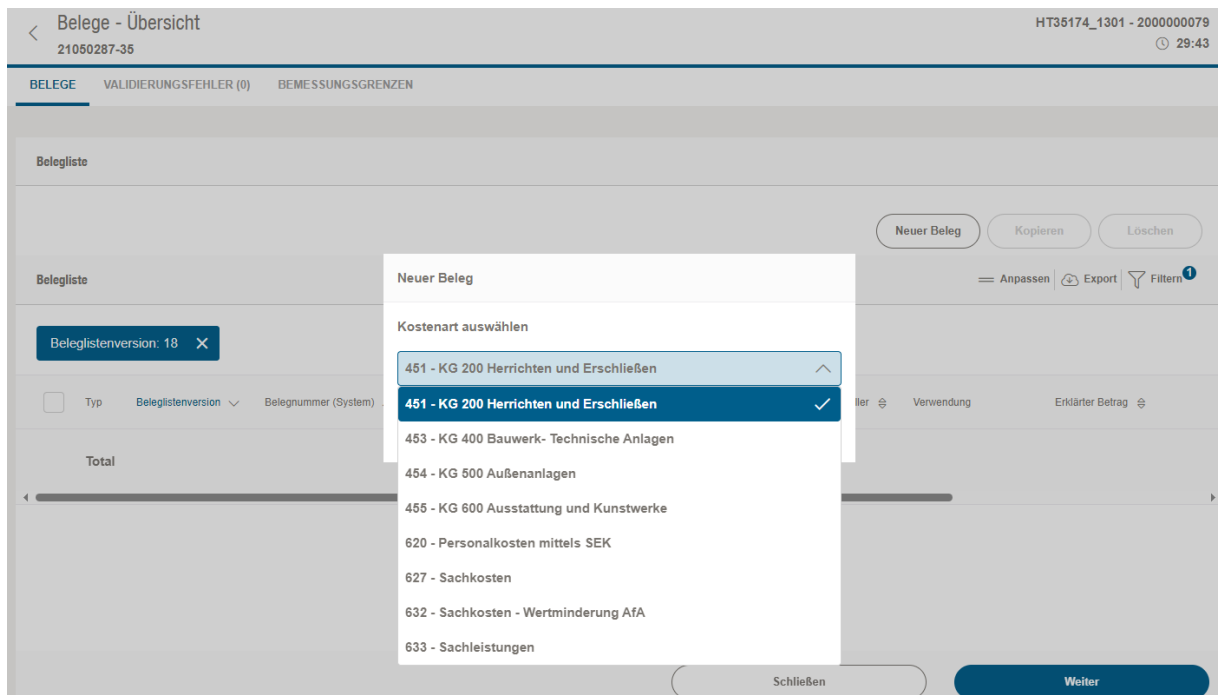 Belege - Übersicht
HT35174_1301 - 2000000079
21050287-35
29:43
BELEGE VALIDIERUNGSFEHLER (0) BEMESSUNGSGRENZEN
Belegliste
Neuer Beleg Kopieren Löschen
Belegliste
Anpassen Export Filtern 1
Beleglistenversion: 18
Typ Beleglistenversion Belegnummer (System) ller Verwendung Erklärter Betrag
Total
Neuer Beleg
Kostenart auswählen
451 - KG 200 Herrichten und Erschließen
451 - KG 200 Herrichten und Erschließen
453 - KG 400 Bauwerk- Technische Anlagen
454 - KG 500 Außenanlagen
455 - KG 600 Ausstattung und Kunstwerke
620 - Personalkosten mittels SEK
627 - Sachkosten
632 - Sachkosten - Wertminderung AfA
633 - Sachleistungen
Schließen Weiter